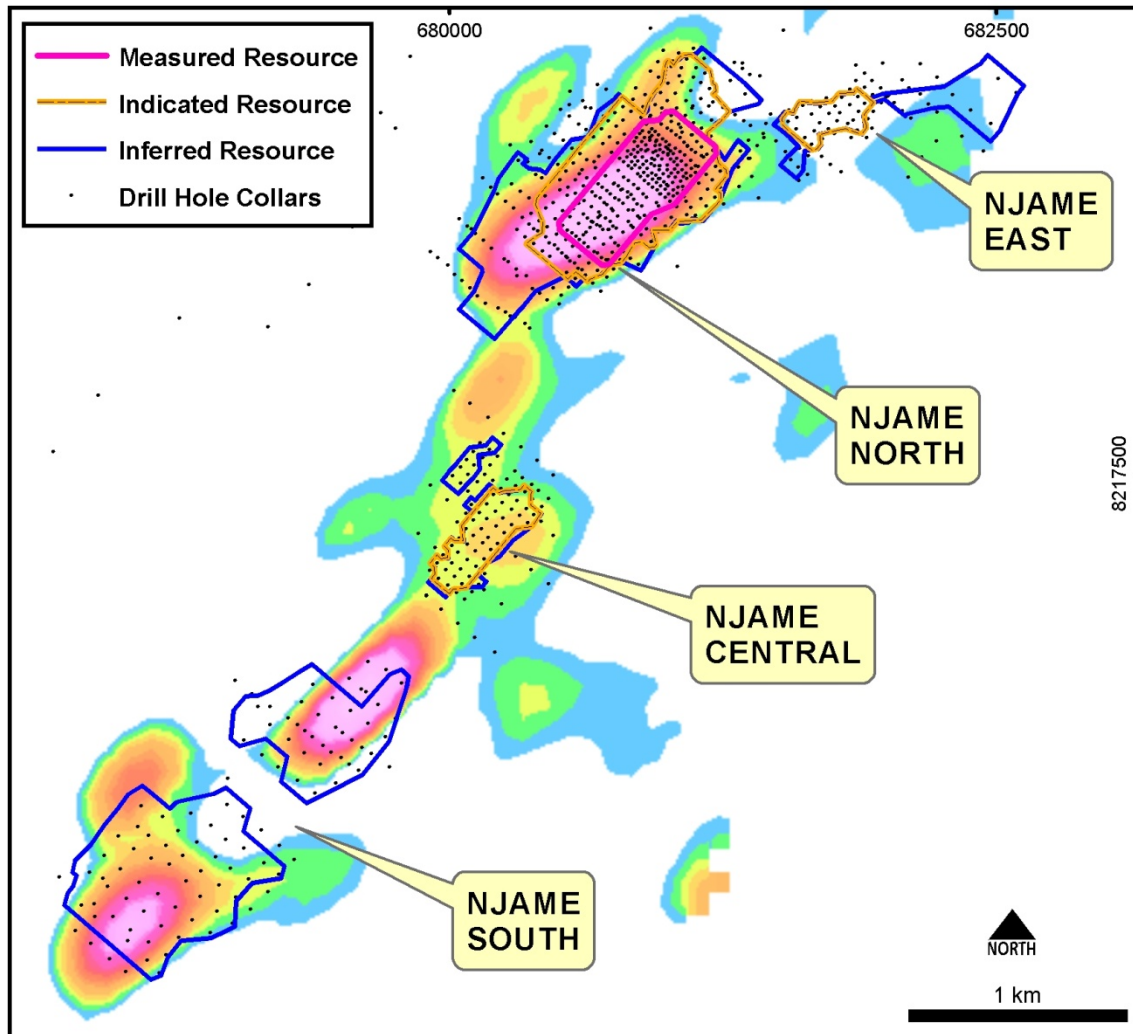 680000
682500
Measured Resource
Indicated Resource
Inferred Resource
Drill Hole Collars
NJAME
EAST
NJAME
NORTH
8217500
NJAME
CENTRAL
NJAME
SOUTH
NORTH
1 km